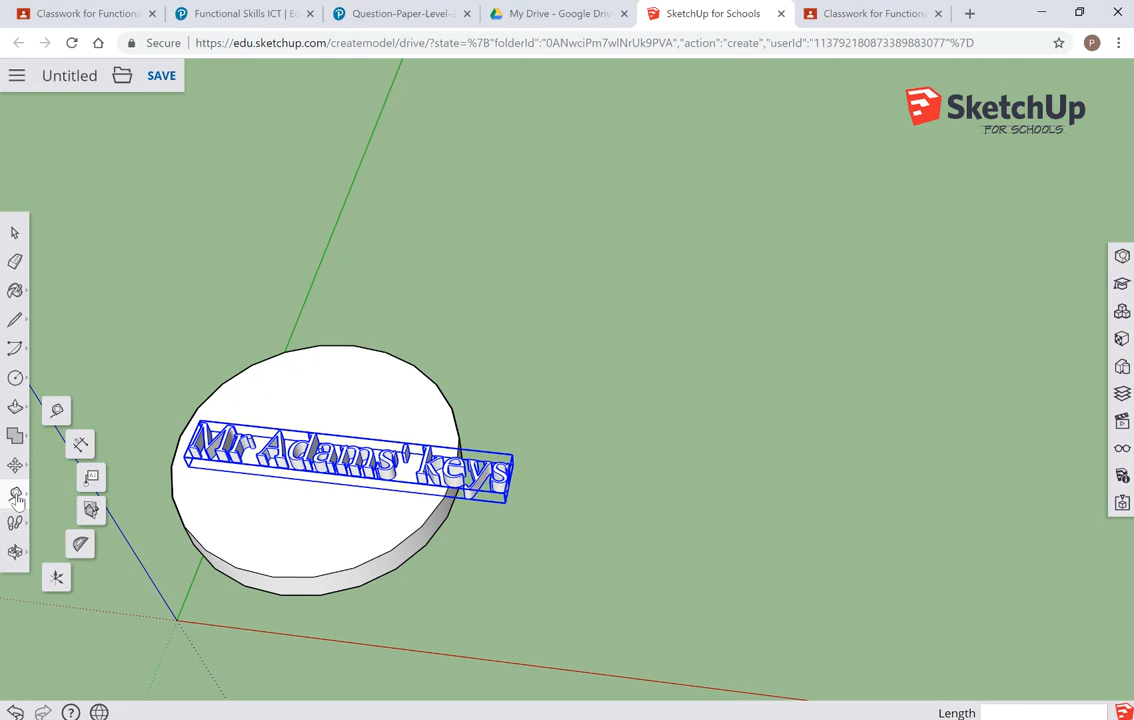 Classwork for Functiona
Functional Skills ICT | Ed
Question-Paper-Level-2
My Drive - Google Driv
SketchUp for Schools
Classwork for Functiona
Secure
https://edu.sketchup.com/createmodel/drive/?state=%7B"folderId":"0ANwciPm7wlNrUk9PVA","action":"create","userId":"113792180873389883077"%7D
P
Untitled
SAVE
SketchUp
FOR SCHOOLS
Mr Adams' keys
A1
Length